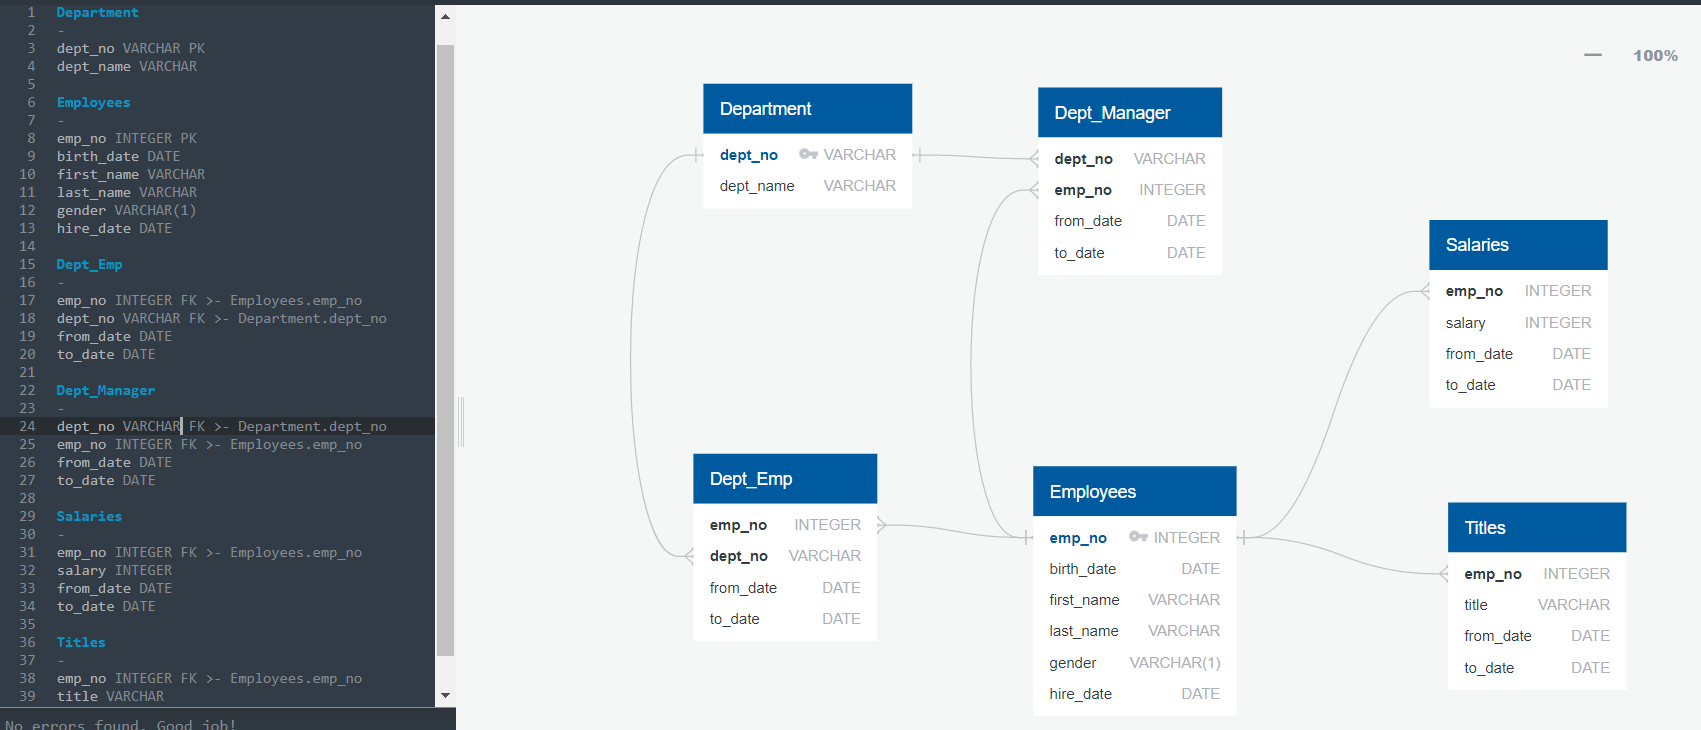 1 Department
2 -
3 dept_no VARCHAR PK
4 dept_name VARCHAR
5
6 Employees
7 -
8 emp_no INTEGER PK
9 birth_date DATE
10 first_name VARCHAR
11 last_name VARCHAR
12 gender VARCHAR(1)
13 hire_date DATE
14
15 Dept_Emp
16 -
17 emp_no INTEGER FK >- Employees.emp_no
18 dept_no VARCHAR FK >- Department.dept_no
19 from_date DATE
20 to_date DATE
21
22 Dept_Manager
23 -
24 dept_no VARCHAR FK >- Department.dept_no
25 emp_no INTEGER FK >- Employees.emp_no
26 from_date DATE
27 to_date DATE
28
29 Salaries
30 -
31 emp_no INTEGER FK >- Employees.emp_no
32 salary INTEGER
33 from_date DATE
34 to_date DATE
35
36 Titles
37 -
38 emp_no INTEGER FK >- Employees.emp_no
39 title VARCHAR
No errors found. Good job!
100%
Department
dept_no VARCHAR
dept_name VARCHAR
Dept_Manager
dept_no VARCHAR
emp_no INTEGER
from_date DATE
to_date DATE
Salaries
emp_no INTEGER
salary INTEGER
from_date DATE
to_date DATE
Dept_Emp
emp_no INTEGER
dept_no VARCHAR
from_date DATE
to_date DATE
Employees
emp_no INTEGER
birth_date DATE
first_name VARCHAR
last_name VARCHAR
gender VARCHAR(1)
hire_date DATE
Titles
emp_no INTEGER
title VARCHAR
from_date DATE
to_date DATE